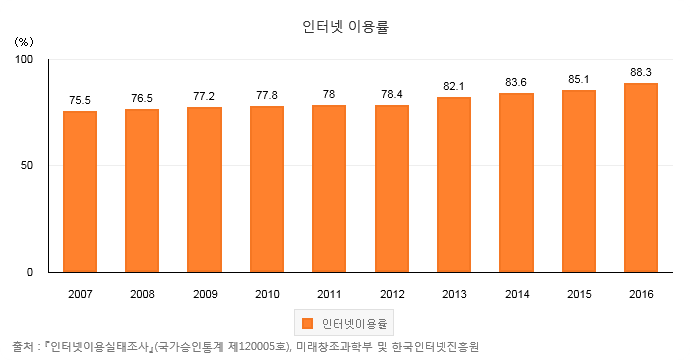 인터넷 이용률
(%)
100
50
0
75.5 76.5 77.2 77.8 78 78.4 82.1 83.6 85.1 88.3
2007 2008 2009 2010 2011 2012 2013 2014 2015 2016
인터넷이용률
출처 : 『인터넷이용실태조사』(국가승인통계 제120005호), 미래창조과학부 및 한국인터넷진흥원